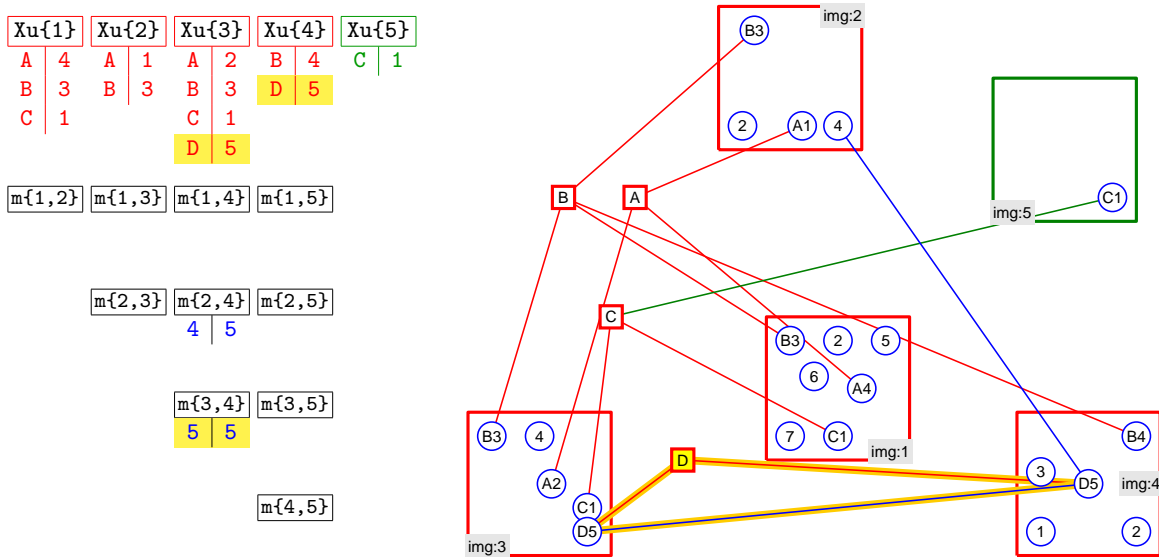 Xu{1} Xu{2} Xu{3} Xu{4} Xu{5}
A 4 A 1 A 2 B 4 C 1
B 3 B 3 B 3 D 5
C 1 C 1
D 5
m{1,2} m{1,3} m{1,4} m{1,5}
m{2,3} m{2,4} m{2,5}
4 5
m{3,4} m{3,5}
5 5
m{4,5}
img:2
B3
2 A1 4
B A
C1
img:5
C
B3 2 5
6
A4
7 C1
img:1
B3 4
A2
C1
D5
img:3
D
B4
3
D5
img:4
1 2